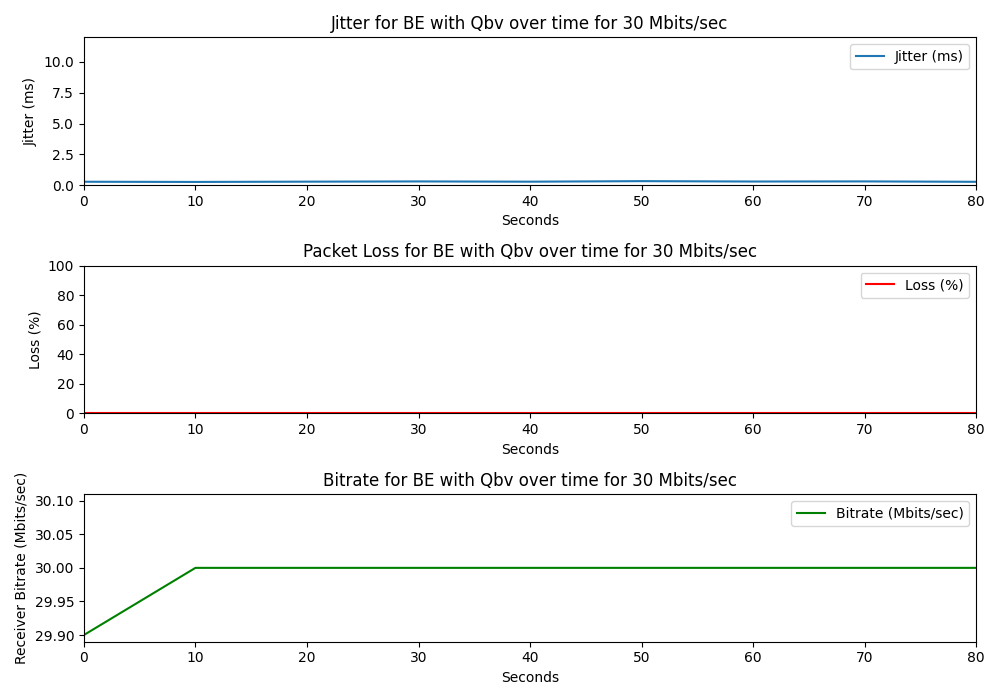 Jitter for BE with Qbv over time for 30 Mbits/sec
Jitter (ms)
10.0
7.5
5.0
2.5
0.0
Jitter (ms)
0 10 20 30 40 50 60 70 80
Seconds
Packet Loss for BE with Qbv over time for 30 Mbits/sec
Loss (%)
100
80
60
40
20
0
Loss (%)
0 10 20 30 40 50 60 70 80
Seconds
Bitrate for BE with Qbv over time for 30 Mbits/sec
Receiver Bitrate (Mbits/sec)
30.10
30.05
30.00
29.95
29.90
Bitrate (Mbits/sec)
0 10 20 30 40 50 60 70 80
Seconds